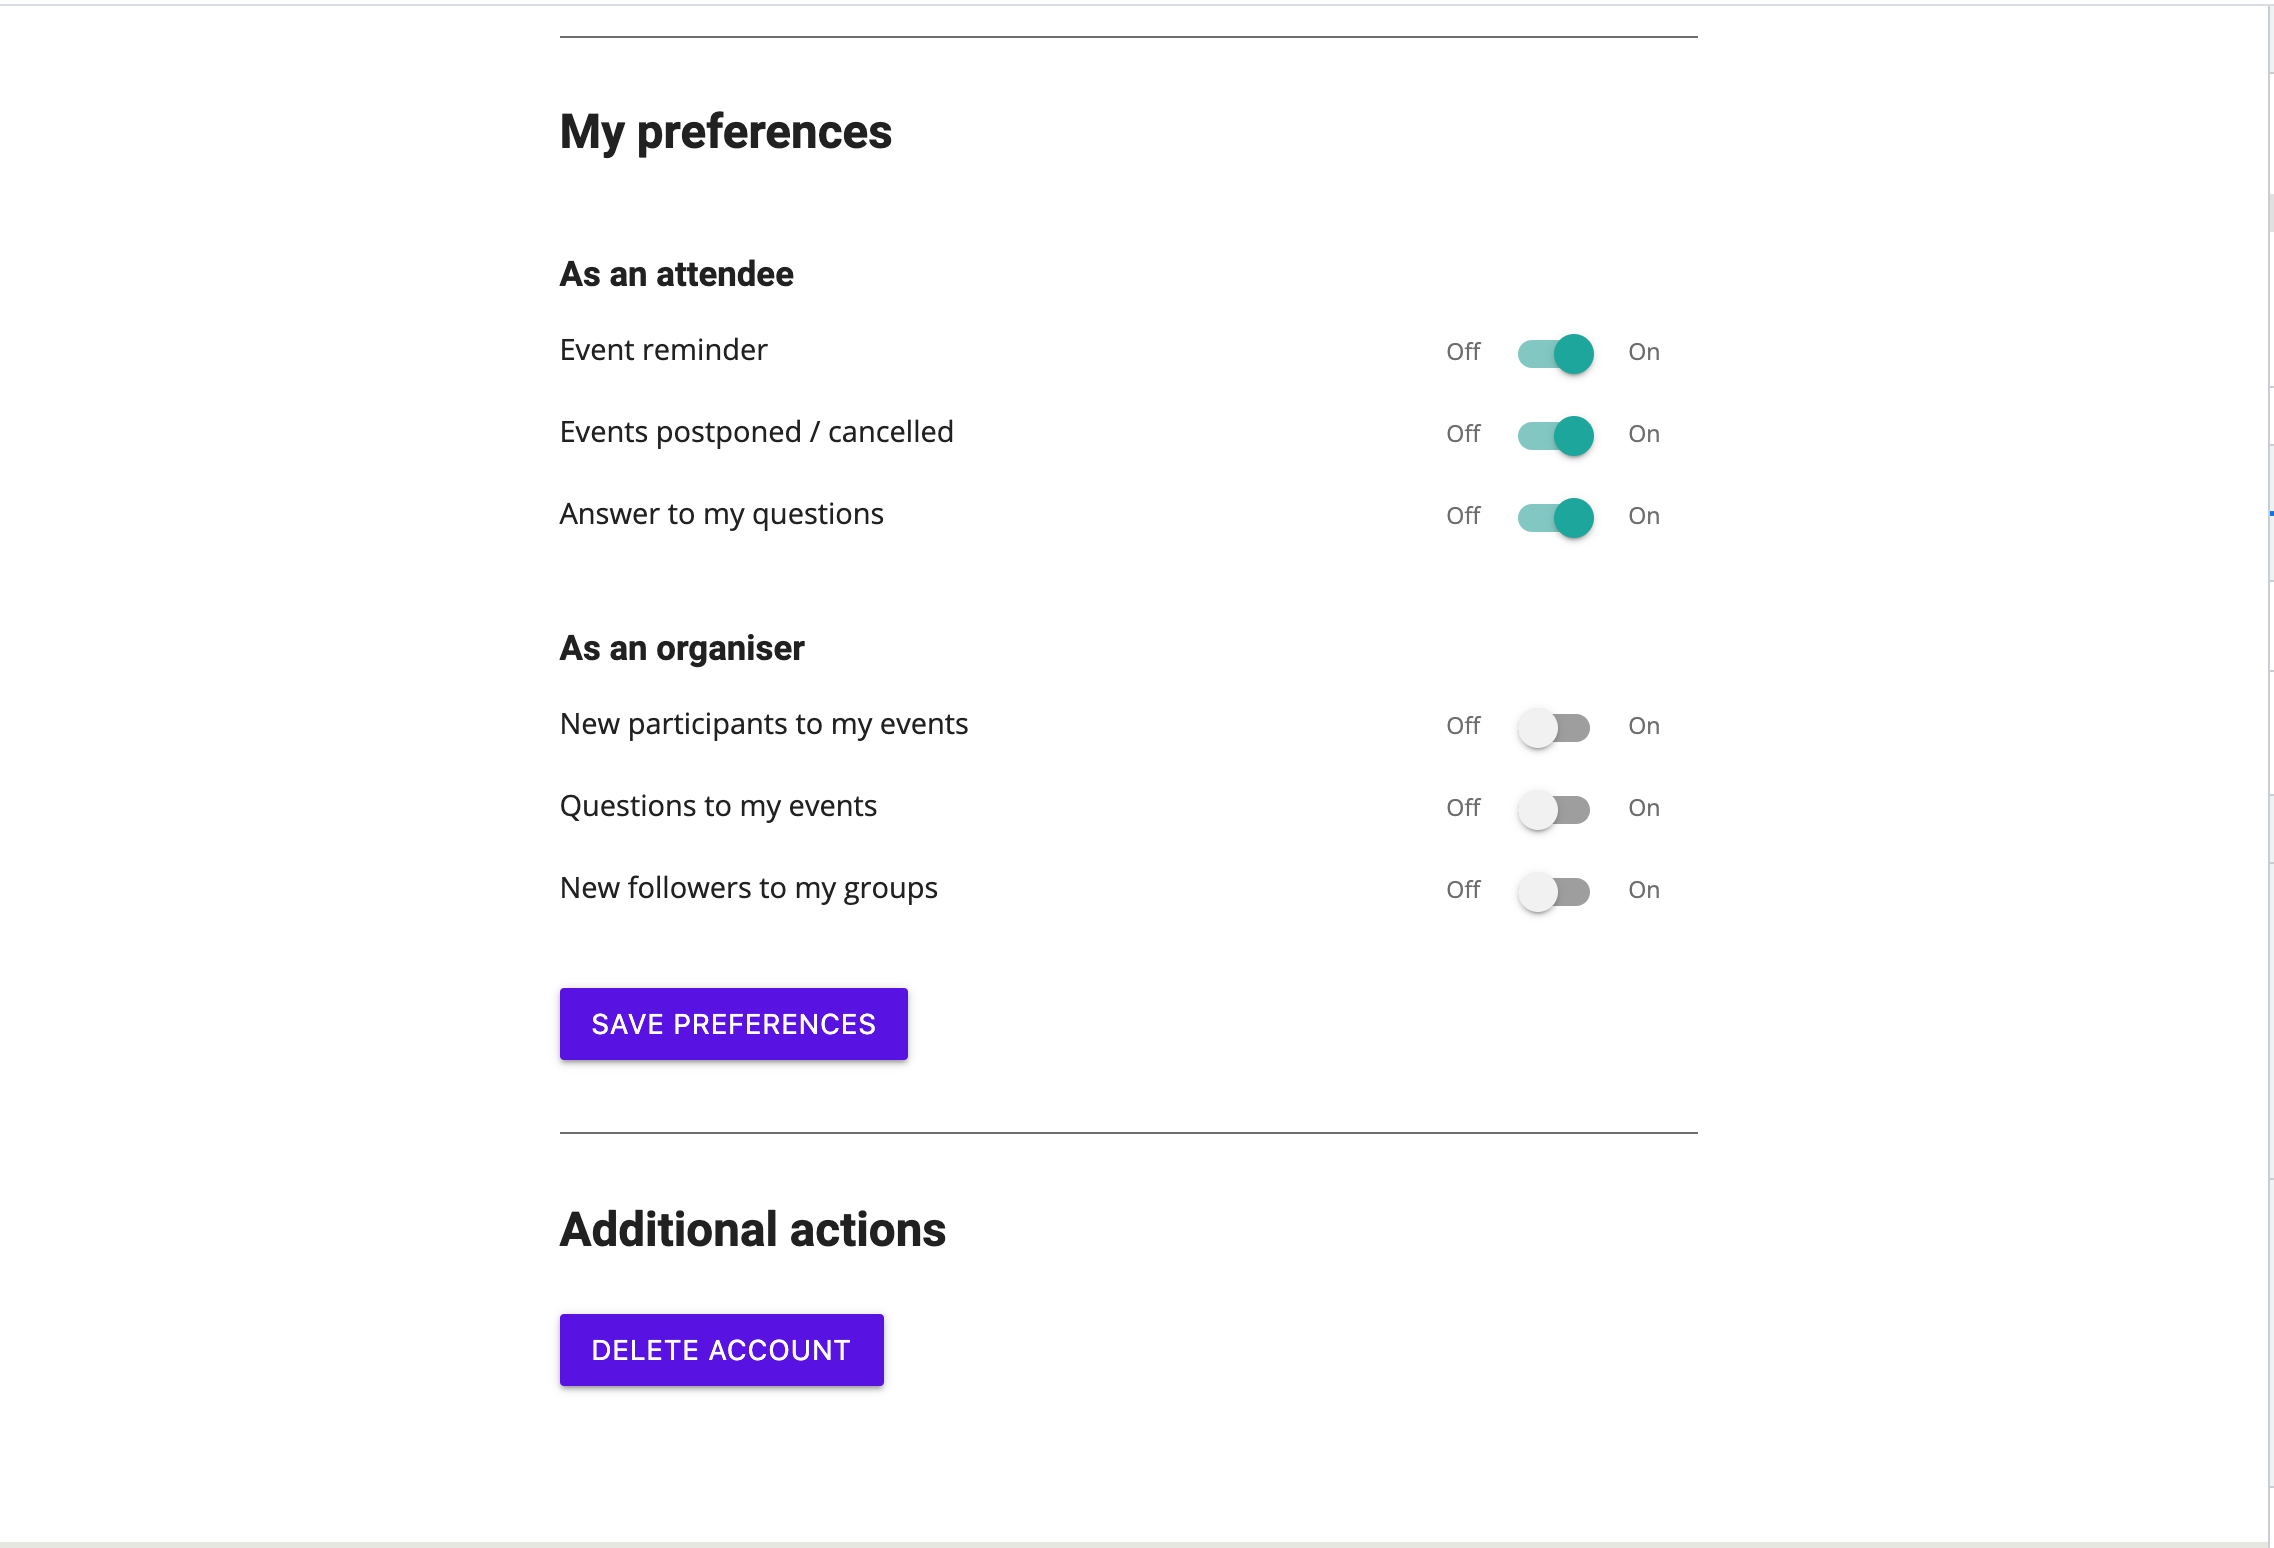 My preferences
As an attendee
Event reminder Off On
Events postponed / cancelled Off On
Answer to my questions Off On
As an organiser
New participants to my events Off On
Questions to my events Off On
New followers to my groups Off On
SAVE PREFERENCES
Additional actions
DELETE ACCOUNT